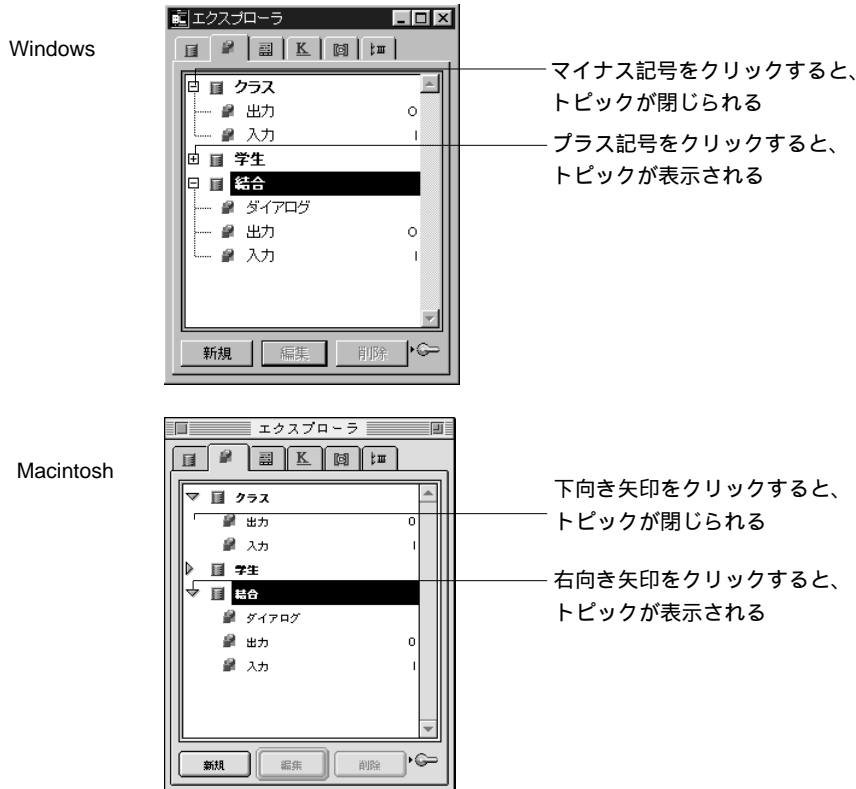 Windows
エクスプローラ
K
クラス
出力 O
入力 I
学生
結合
ダイアログ
出力 O
入力 I
新規 編集 削除
マイナス記号をクリックすると、
トピックが閉じられる
プラス記号をクリックすると、
トピックが表示される
Macintosh
エクスプローラ
K
クラス
出力 O
入力 I
学生
結合
ダイアログ
出力 O
入力 I
新規 編集 削除
下向き矢印をクリックすると、
トピックが閉じられる
右向き矢印をクリックすると、
トピックが表示される